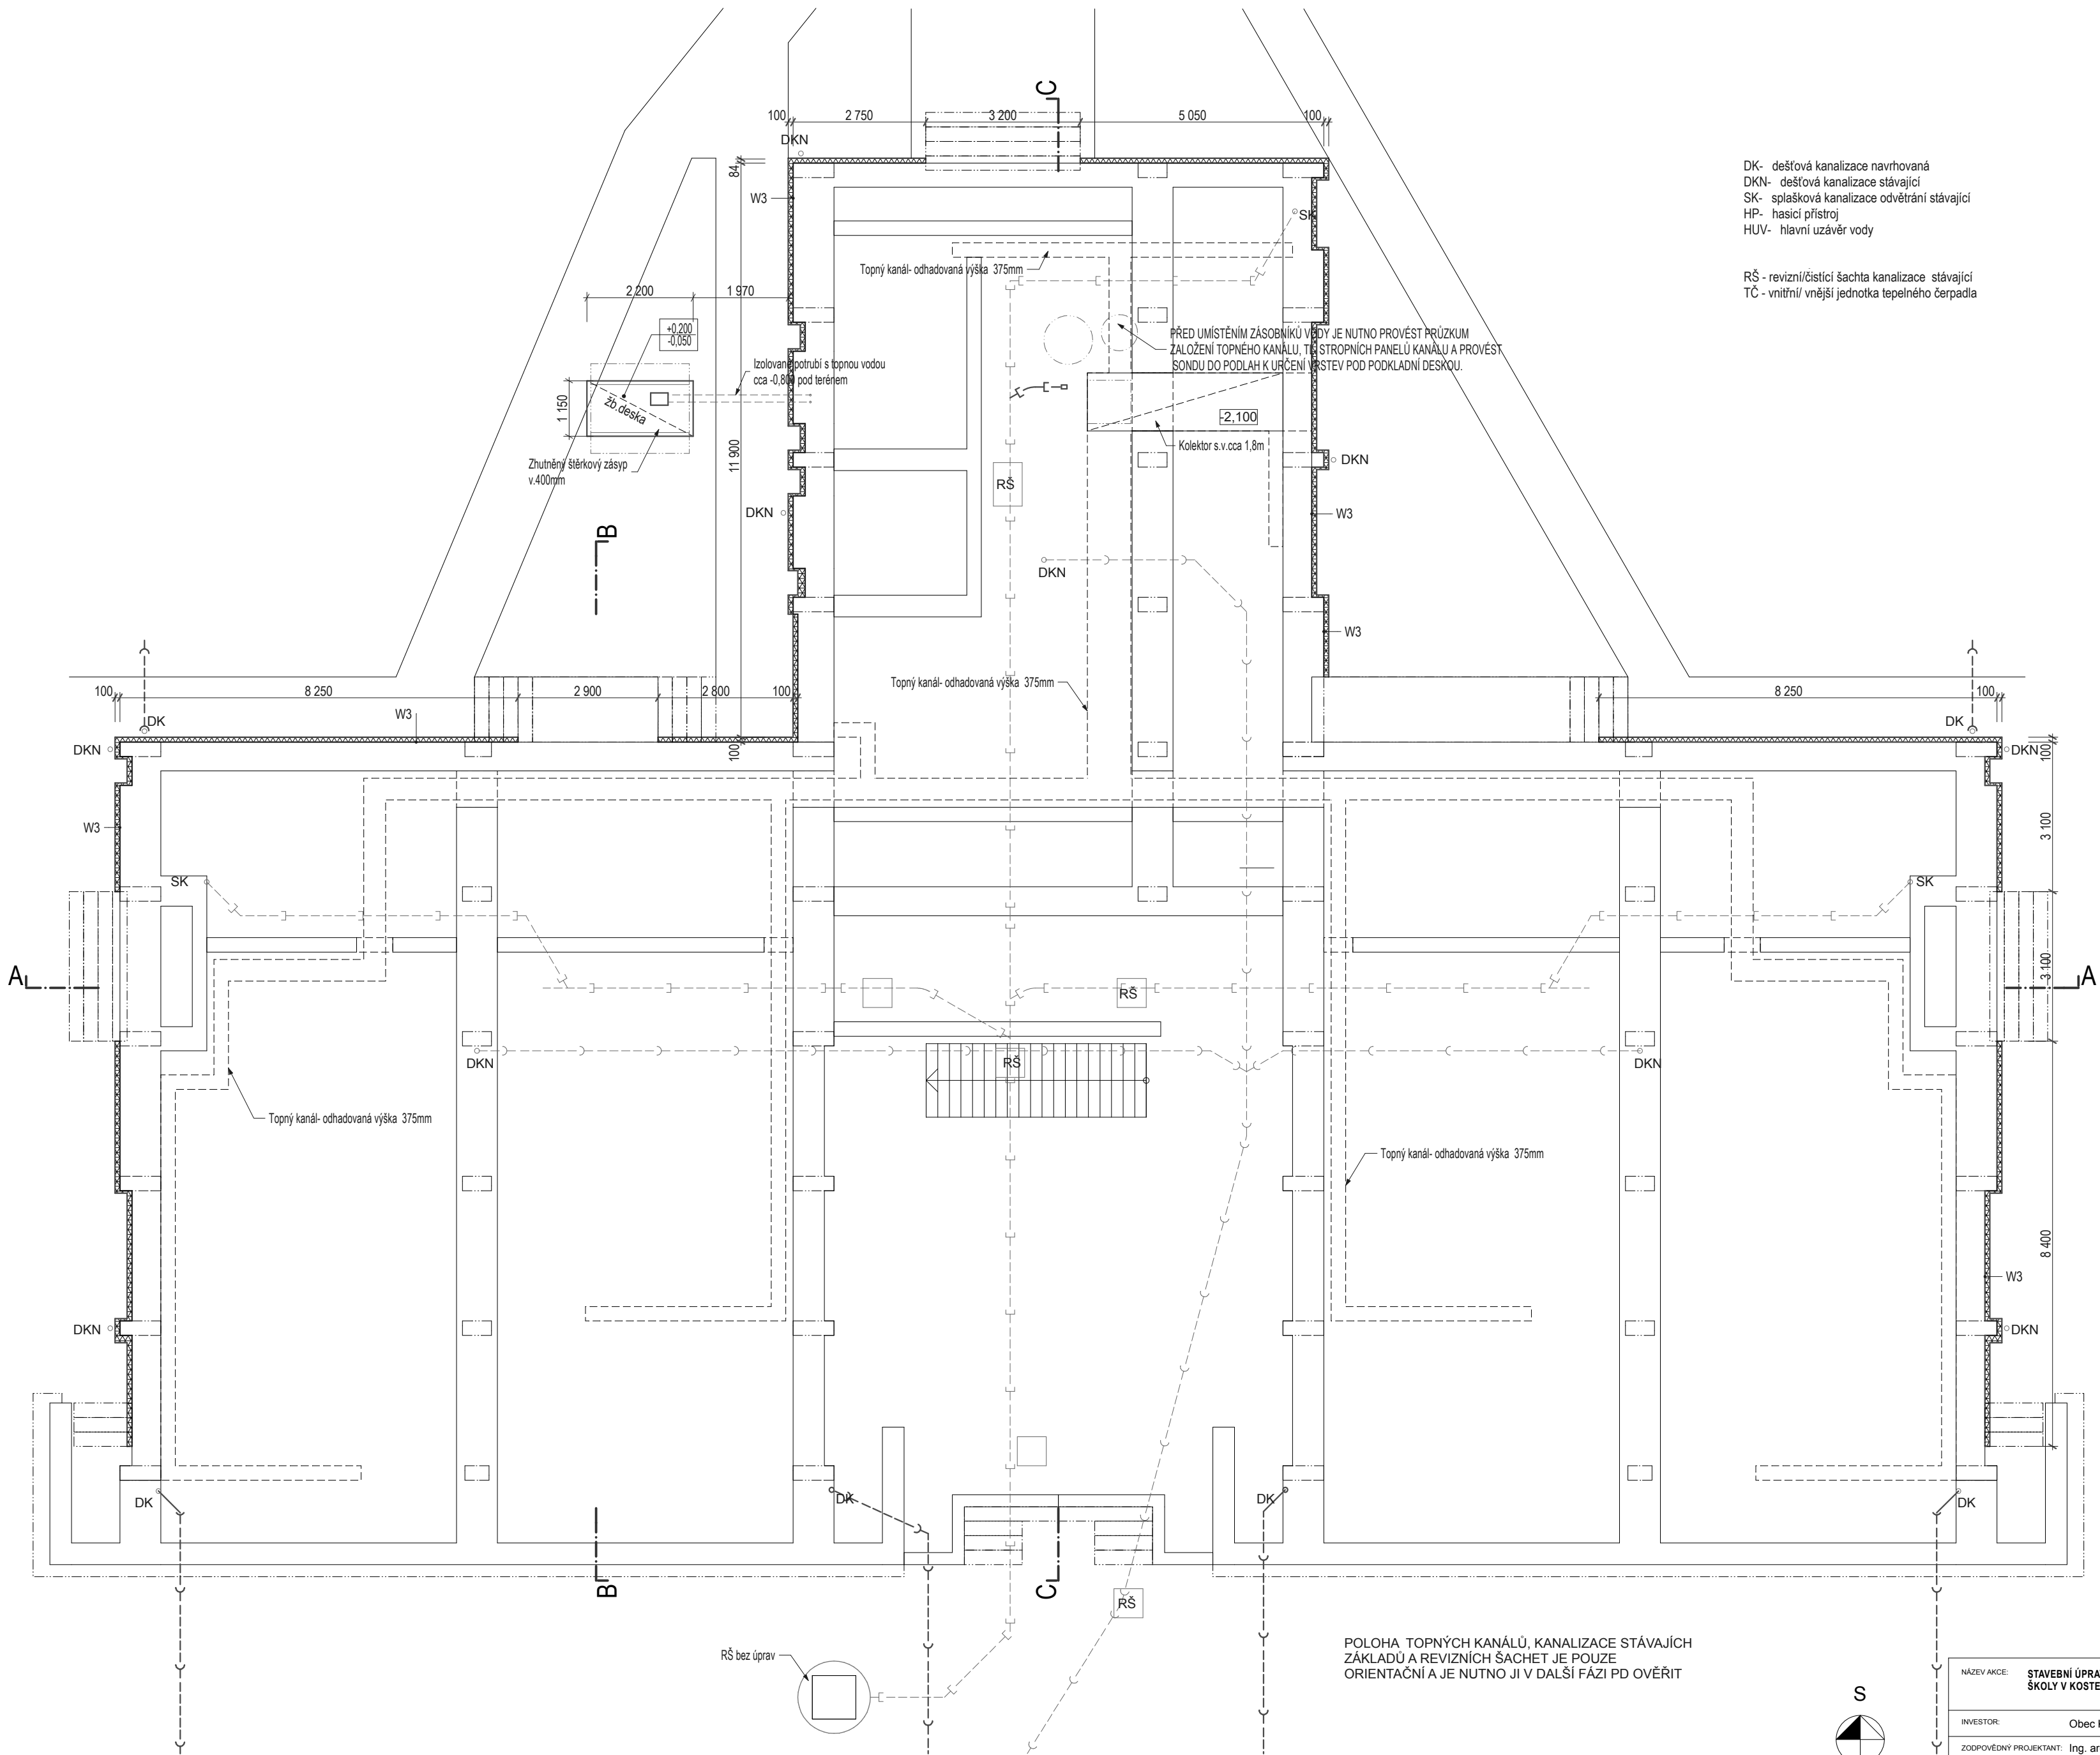 C
100
2 750
3 200
5 050
100
DKN
84
W3
SK
DK- dešťová kanalizace navrhovaná
DKN- dešťová kanalizace stávající
SK- splašková kanalizace odvětrání stávající
HP- hasicí přístroj
HUV- hlavní uzávěr vody
RŠ - revizní/čistící šachta kanalizace stávající
TČ - vnitřní/ vnější jednotka tepelného čerpadla
Topný kanál- odhadovaná výška 375mm
2 200
1 970
+0,200
-0,050
PŘED UMÍSTĚNÍM ZÁSOBNÍKŮ VODY JE NUTNO PROVÉST PRŮZKUM
ZALOŽENÍ TOPNÉHO KANÁLU, TL. STROPNÍCH PANELŮ KANÁLU A PROVÉST
SONDU DO PODLAH K URČENÍ VRSTEV POD PODKLADNÍ DESKOU.
Izolované potrubí s topnou vodou
cca -0,800 pod terénem
1 150
žb.deska
-2,100
Kolektor s.v.cca 1,8m
Zhutněný štěrkový zásyp
v.400mm
11 900
DKN
RŠ
DKN
W3
B
DKN
W3
Topný kanál- odhadovaná výška 375mm
100
8 250
2 900
2 800
100
8 250
100
DK
W3
DK
DKN
100
DKN
100
W3
3 100
SK
SK
A
3 100
A
RŠ
DKN
RŠ
DKN
Topný kanál- odhadovaná výška 375mm
Topný kanál- odhadovaná výška 375mm
8 400
W3
DKN
DKN
DK
DK
DK
DK
B
C
RŠ
RŠ bez úprav
POLOHA TOPNÝCH KANÁLŮ, KANALIZACE STÁVAJÍCH
ZÁKLADŮ A REVIZNÍCH ŠACHET JE POUZE
ORIENTAČNÍ A JE NUTNO JI V DALŠÍ FÁZI PD OVĚŘIT
S
NÁZEV AKCE: STAVEBNÍ ÚPRA
ŠKOLY V KOSTE
INVESTOR: Obec
ZODPOVĚDNÝ PROJEKTANT: Ing. ar